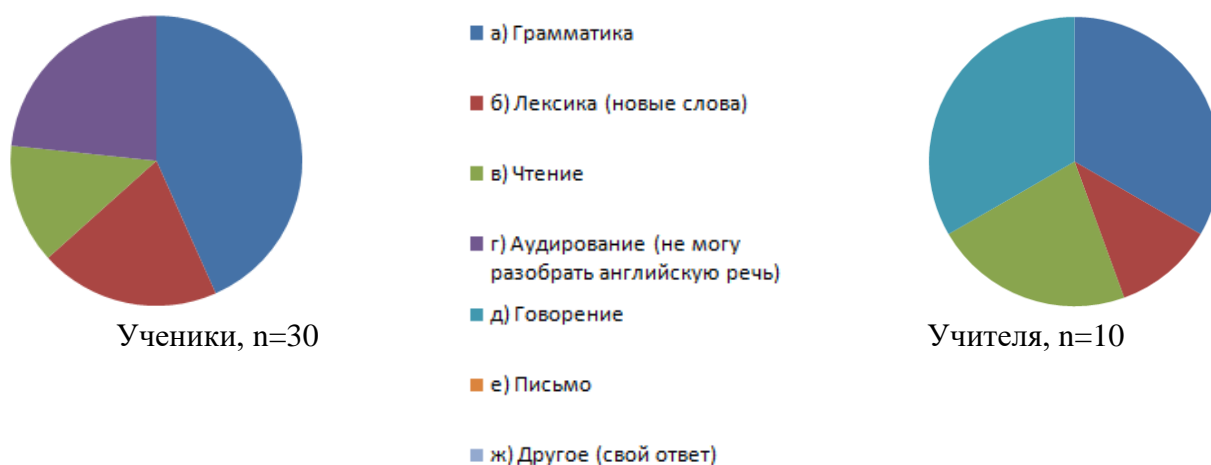 а) Грамматика
б) Лексика (новые слова)
в) Чтение
г) Аудирование (не могу
разобрать английскую речь)
д) Говорение
е) Письмо
ж) Другое (свой ответ)
Ученики, n=30
Учителя, n=10